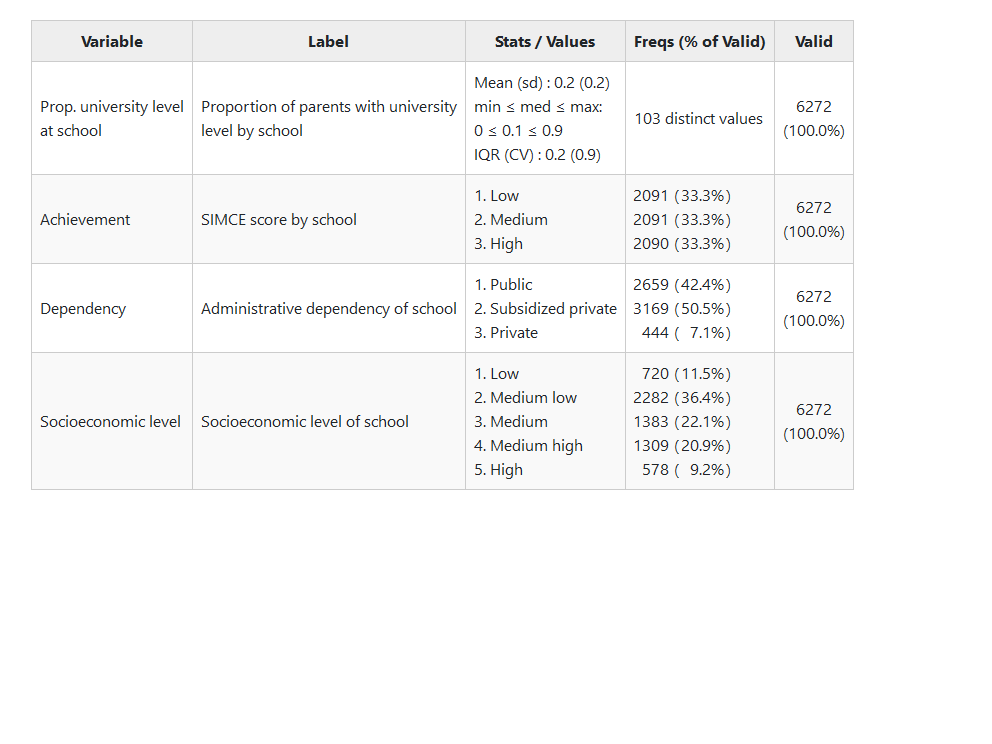 Variable Label Stats / Values Freqs (% of Valid) Valid
Prop. university level
at school
Proportion of parents with university
level by school
Mean (sd) : 0.2 (0.2)
min ≤ med ≤ max:
0 ≤ 0.1 ≤ 0.9
IQR (CV) : 0.2 (0.9)
103 distinct values
6272
(100.0%)
Achievement
SIMCE score by school
1. Low
2. Medium
3. High
2091 (33.3%)
2091 (33.3%)
2090 (33.3%)
6272
(100.0%)
Dependency
Administrative dependency of school
1. Public
2. Subsidized private
3. Private
2659 (42.4%)
3169 (50.5%)
444 ( 7.1%)
6272
(100.0%)
Socioeconomic level
Socioeconomic level of school
1. Low
2. Medium low
3. Medium
4. Medium high
5. High
720 (11.5%)
2282 (36.4%)
1383 (22.1%)
1309 (20.9%)
578 ( 9.2%)
6272
(100.0%)